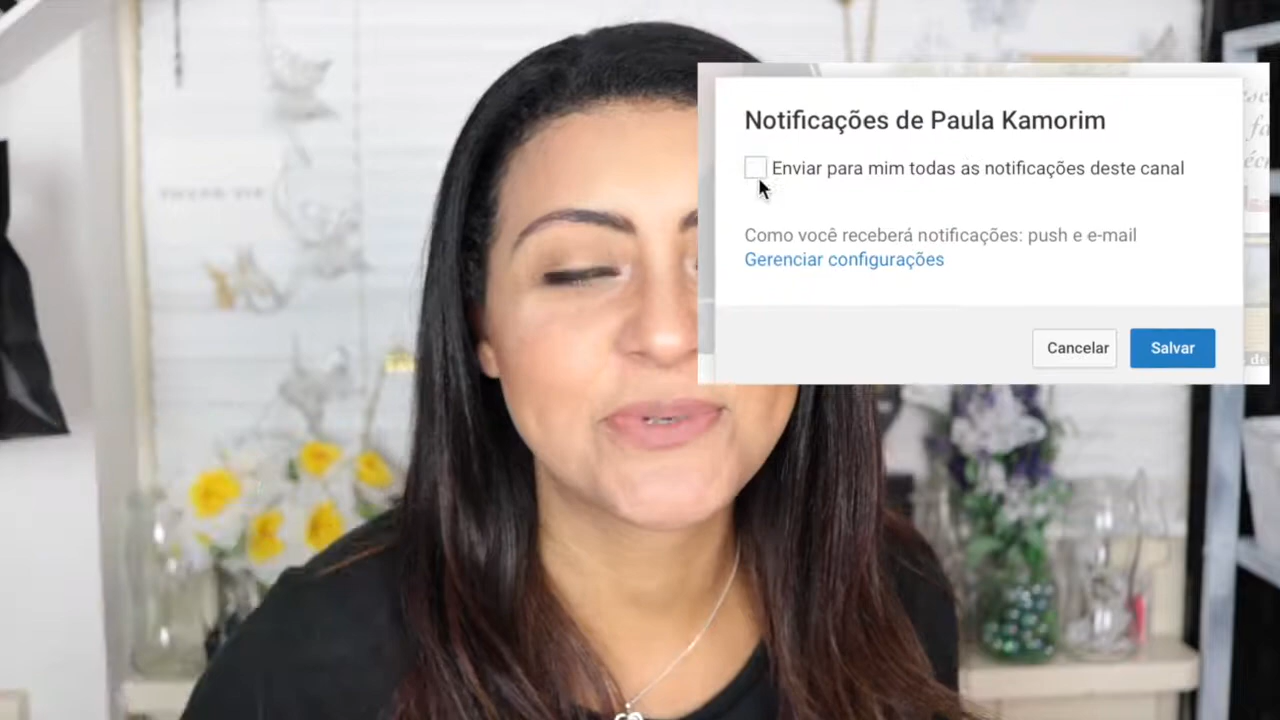 Notificações de Paula Kamorim
Enviar para mim todas as notificações deste canal
Como você receberá notificações: push e e-mail
Gerenciar configurações
Cancelar
Salvar